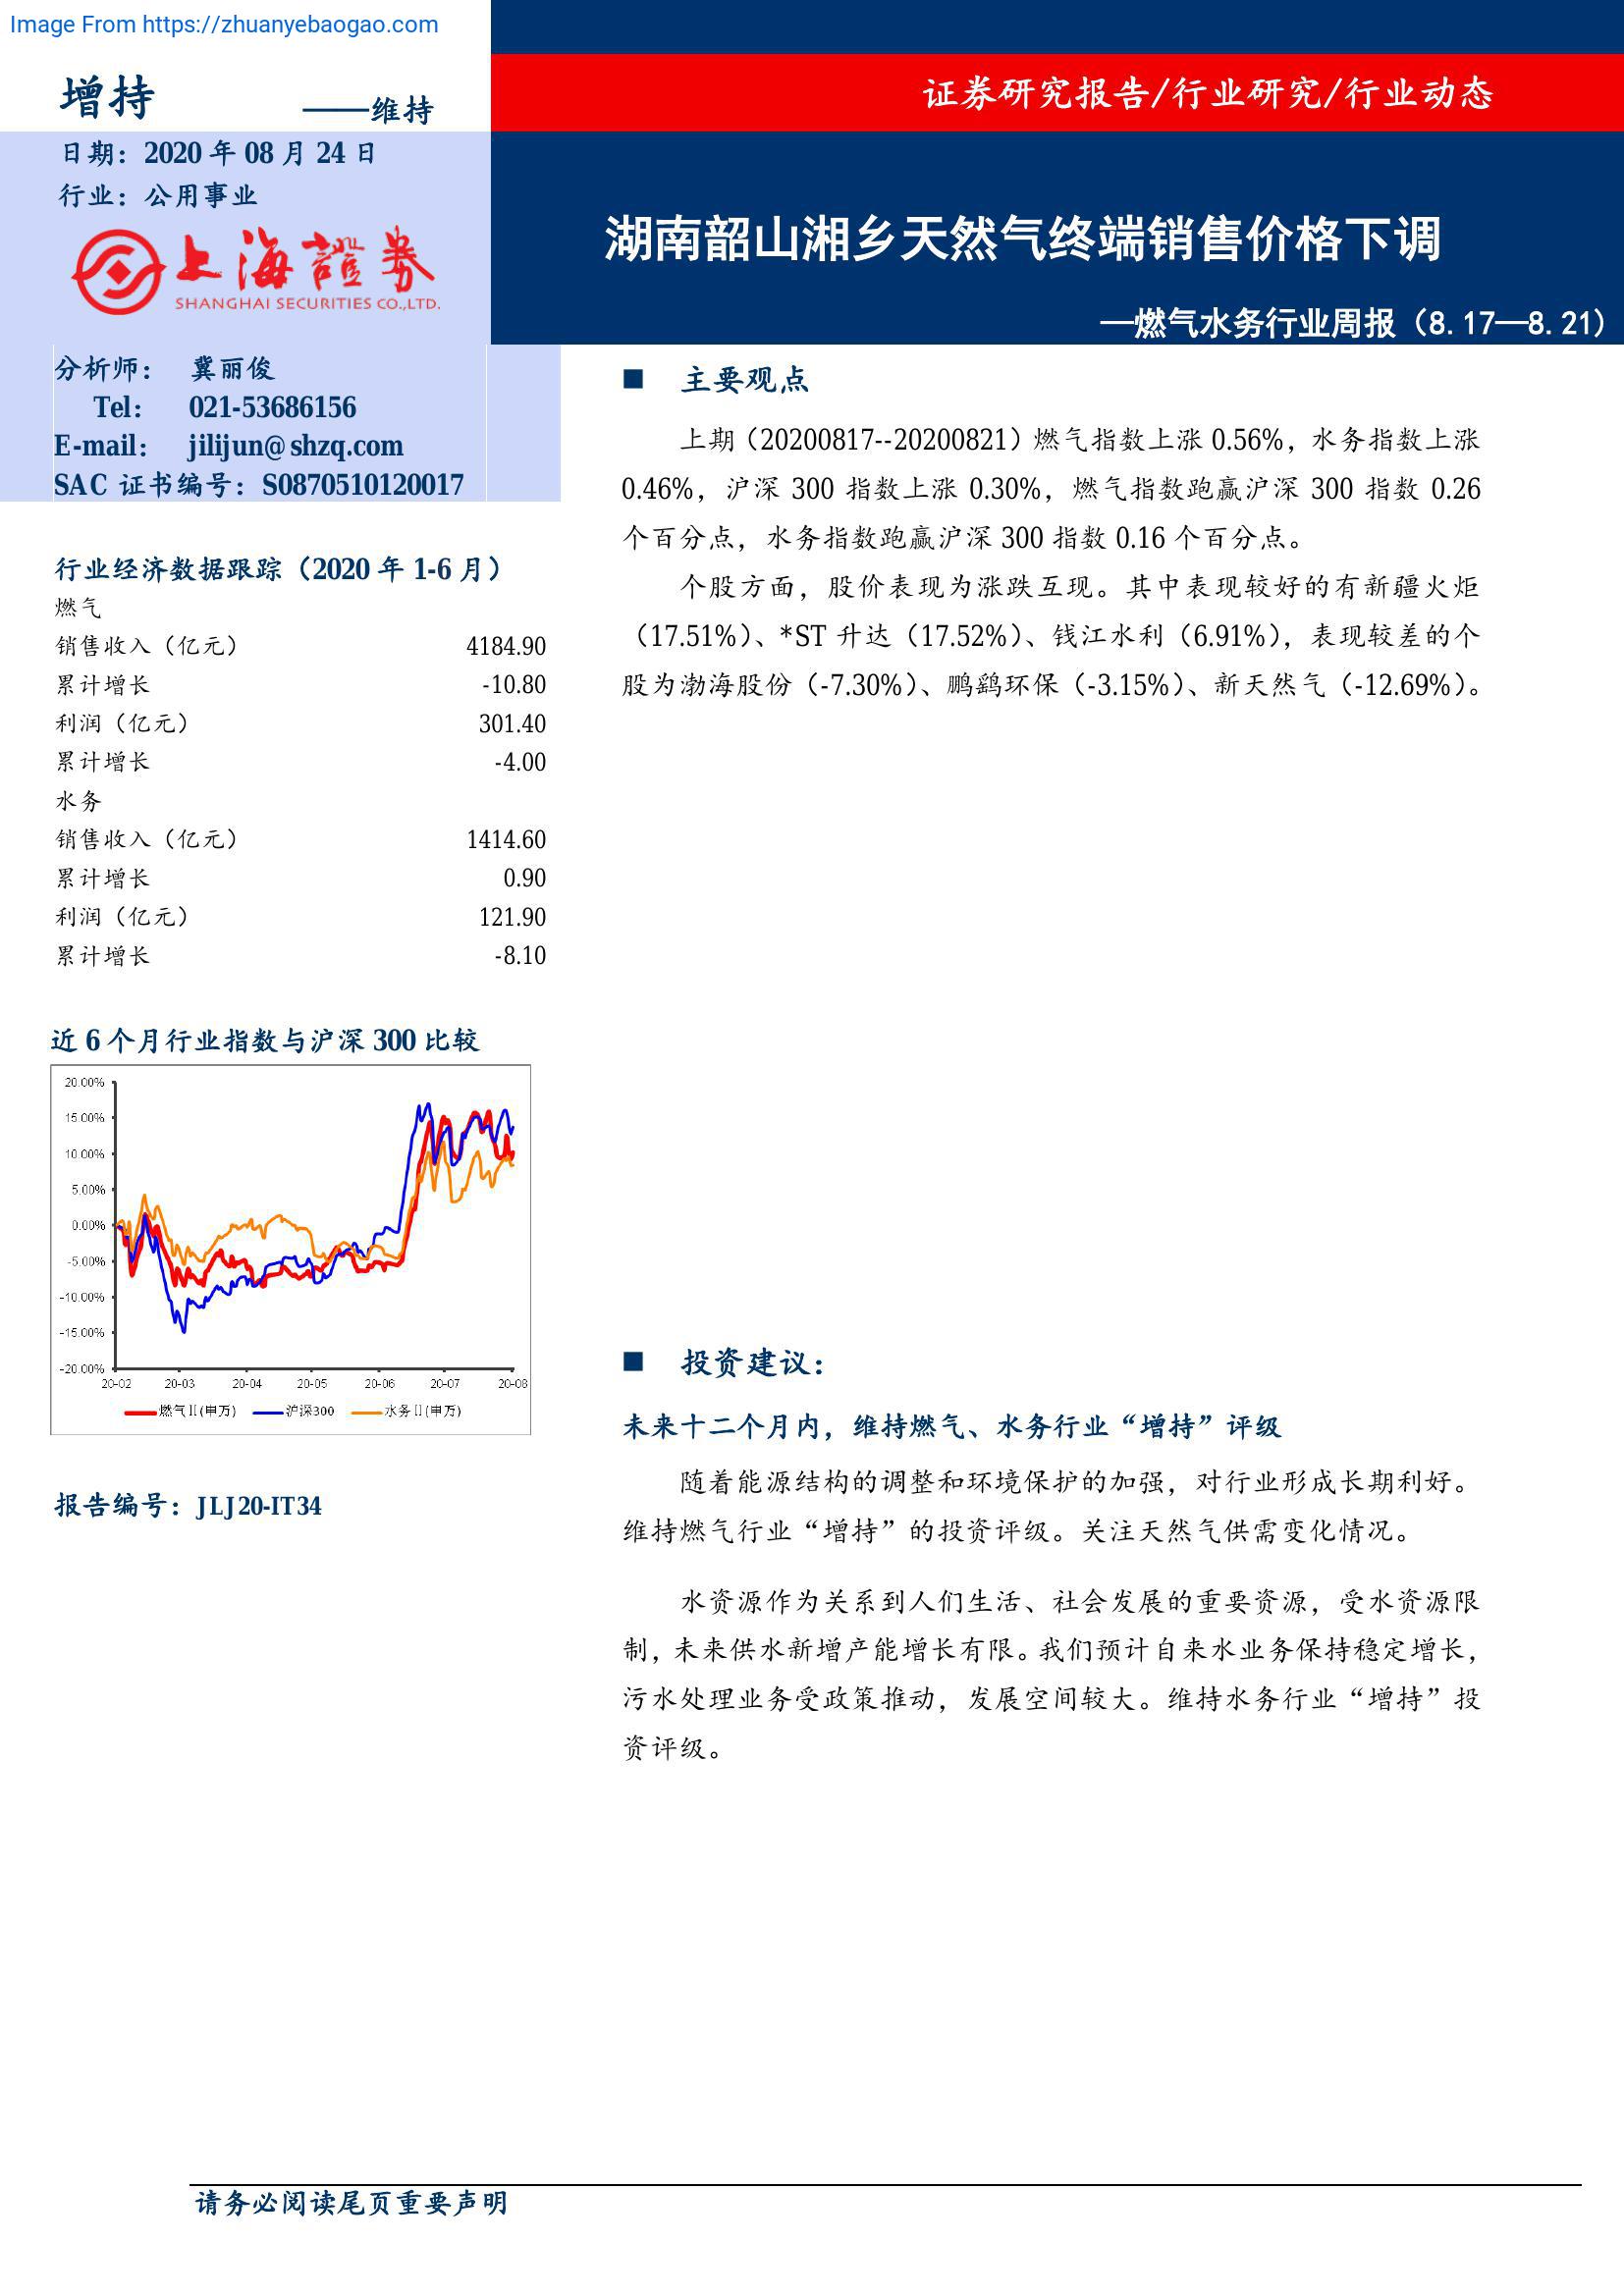 Image From https://zhuanyebaogao.com
增持
——维持
证券研究报告/行业研究/行业动态
日期：2020 年 08 月 24 日
行业：公用事业
上海證券
SHANGHAI SECURITIES CO.,LTD.
湖南韶山湘乡天然气终端销售价格下调
—燃气水务行业周报（8.17—8.21）
分析师： 冀丽俊
Tel： 021-53686156
E-mail： jilijun@shzq.com
SAC 证书编号：S0870510120017
行业经济数据跟踪（2020 年 1-6 月）
燃气
销售收入（亿元） 4184.90
累计增长 -10.80
利润（亿元） 301.40
累计增长 -4.00
水务
销售收入（亿元） 1414.60
累计增长 0.90
利润（亿元） 121.90
累计增长 -8.10
近 6 个月行业指数与沪深 300 比较
20.00%
15.00%
10.00%
5.00%
0.00%
-5.00%
-10.00%
-15.00%
-20.00%
20-02 20-03 20-04 20-05 20-06 20-07 20-08
燃气II(申万) 沪深300 水务II(申万)
报告编号：JLJ20-IT34
■ 主要观点
上期（20200817--20200821）燃气指数上涨 0.56%，水务指数上涨
0.46%，沪深 300 指数上涨 0.30%，燃气指数跑赢沪深 300 指数 0.26
个百分点，水务指数跑赢沪深 300 指数 0.16 个百分点。
个股方面，股价表现为涨跌互现。其中表现较好的有新疆火炬
（17.51%）、*ST 升达（17.52%）、钱江水利（6.91%），表现较差的个
股为渤海股份（-7.30%）、鹏鹞环保（-3.15%）、新天然气（-12.69%）。
■ 投资建议：
未来十二个月内，维持燃气、水务行业“增持”评级
随着能源结构的调整和环境保护的加强，对行业形成长期利好。
维持燃气行业“增持”的投资评级。关注天然气供需变化情况。
水资源作为关系到人们生活、社会发展的重要资源，受水资源限
制，未来供水新增产能增长有限。我们预计自来水业务保持稳定增长，
污水处理业务受政策推动，发展空间较大。维持水务行业“增持”投
资评级。
请务必阅读尾页重要声明